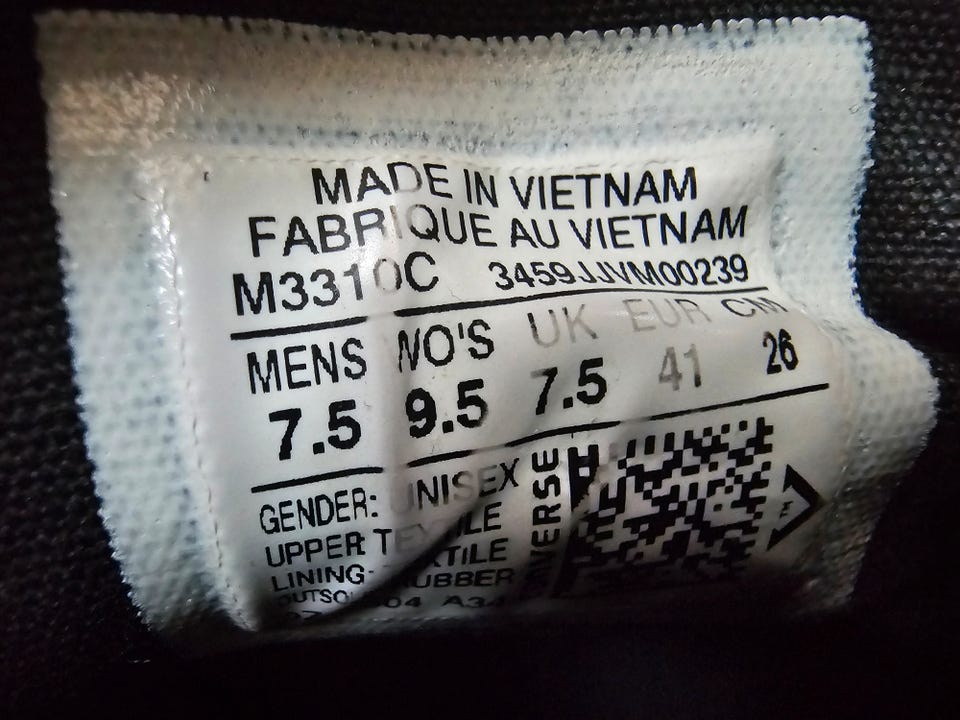 MADE IN VIETNAM
FABRIQUE AU VIETNAM
M3310C 3459JJVM00239
MENS WO'S UK EUR CM
7.5 9.5 7.5 41 26
GENDER: UNISEX
UPPER TEXTILE
LINING: TEXTILE
RUBBER
A34